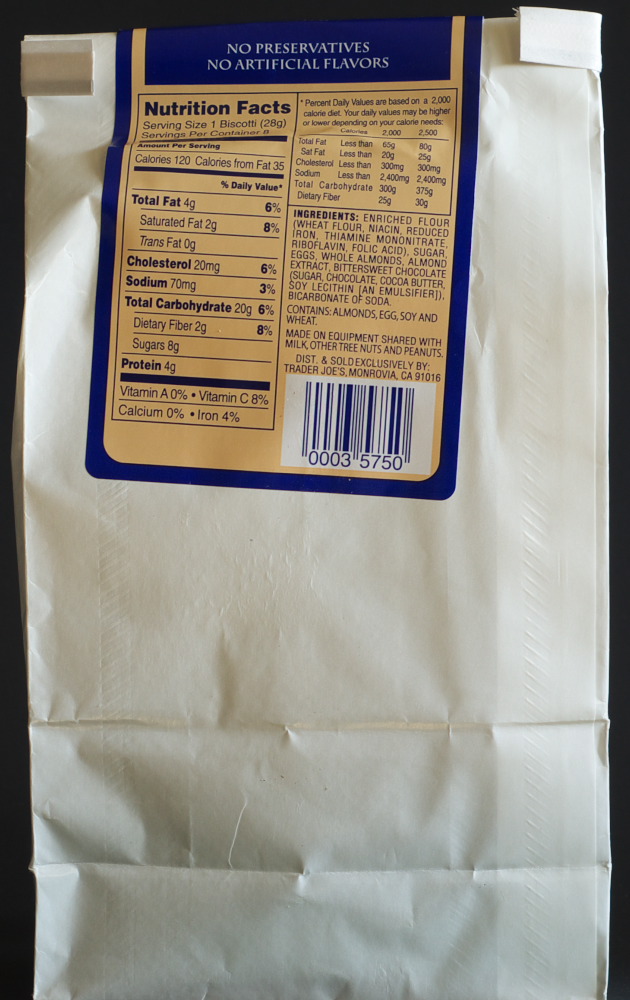 NO PRESERVATIVES
NO ARTIFICIAL FLAVORS
Nutrition Facts
Serving Size 1 Biscotti (28g)
Servings Per Container 8
Amount Per Serving
Calories 120 Calories from Fat 35
% Daily Value*
Total Fat 4g 6%
Saturated Fat 2g 8%
Trans Fat 0g
Cholesterol 20mg 6%
Sodium 70mg 3%
Total Carbohydrate 20g 6%
Dietary Fiber 2g 8%
Sugars 8g
Protein 4g
Vitamin A 0% • Vitamin C 8%
Calcium 0% • Iron 4%
* Percent Daily Values are based on a 2,000
calorie diet. Your daily values may be higher
or lower depending on your calorie needs:
Calories 2,000 2,500
Total Fat Less than 65g 80g
Sat Fat Less than 20g 25g
Cholesterol Less than 300mg 300mg
Sodium Less than 2,400mg 2,400mg
Total Carbohydrate 300g 375g
Dietary Fiber 25g 30g
INGREDIENTS: ENRICHED FLOUR
(WHEAT FLOUR, NIACIN, REDUCED
IRON, THIAMINE MONONITRATE,
RIBOFLAVIN, FOLIC ACID), SUGAR,
EGGS, WHOLE ALMONDS, ALMOND
EXTRACT, BITTERSWEET CHOCOLATE
(SUGAR, CHOCOLATE, COCOA BUTTER,
SOY LECITHIN [AN EMULSIFIER]),
BICARBONATE OF SODA.
CONTAINS: ALMONDS, EGG, SOY AND
WHEAT.
MADE ON EQUIPMENT SHARED WITH
MILK, OTHER TREE NUTS AND PEANUTS.
DIST. & SOLD EXCLUSIVELY BY:
TRADER JOE'S, MONROVIA, CA 91016
0003 5750